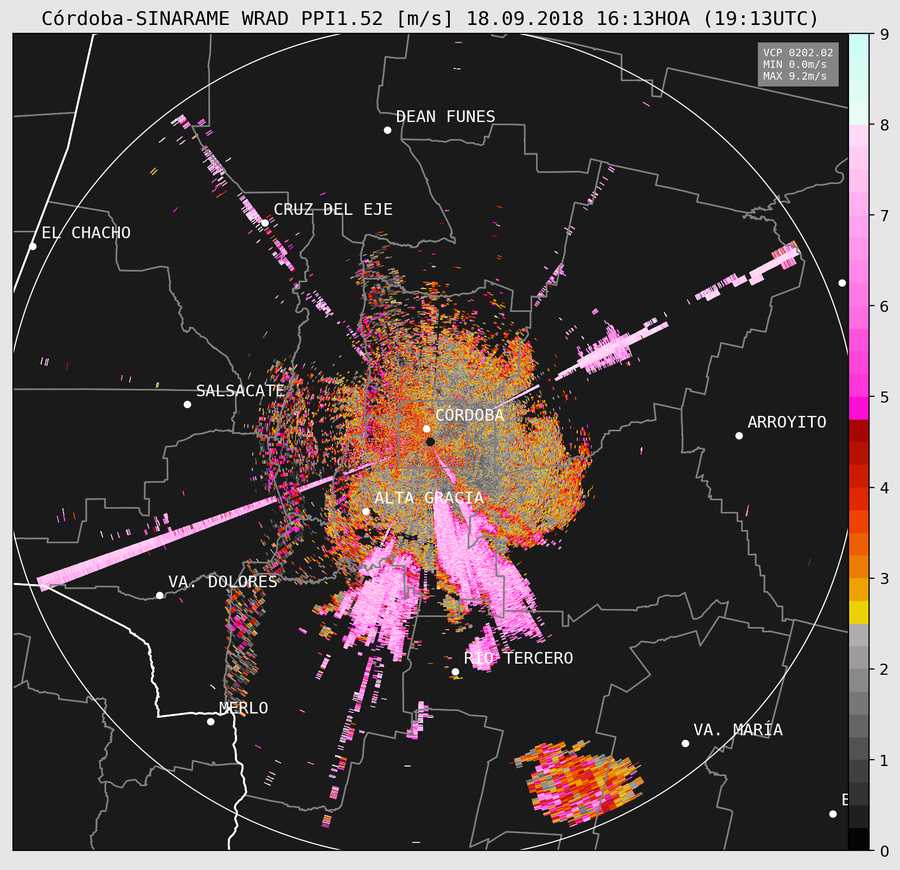 Córdoba-SINARAME WRAD PPI1.52 [m/s] 18.09.2018 16:13HOA (19:13UTC)
VCP 0202.02
MIN 0.0m/s
MAX 9.2m/s
DEAN FUNES
CRUZ DEL EJE
EL CHACHO
SALSACATE
CÓRDOBA
ARROYITO
ALTA GRACIA
VA. DOLORES
RÍO TERCERO
MERLO
VA. MARÍA
9
8
7
6
5
4
3
2
1
0